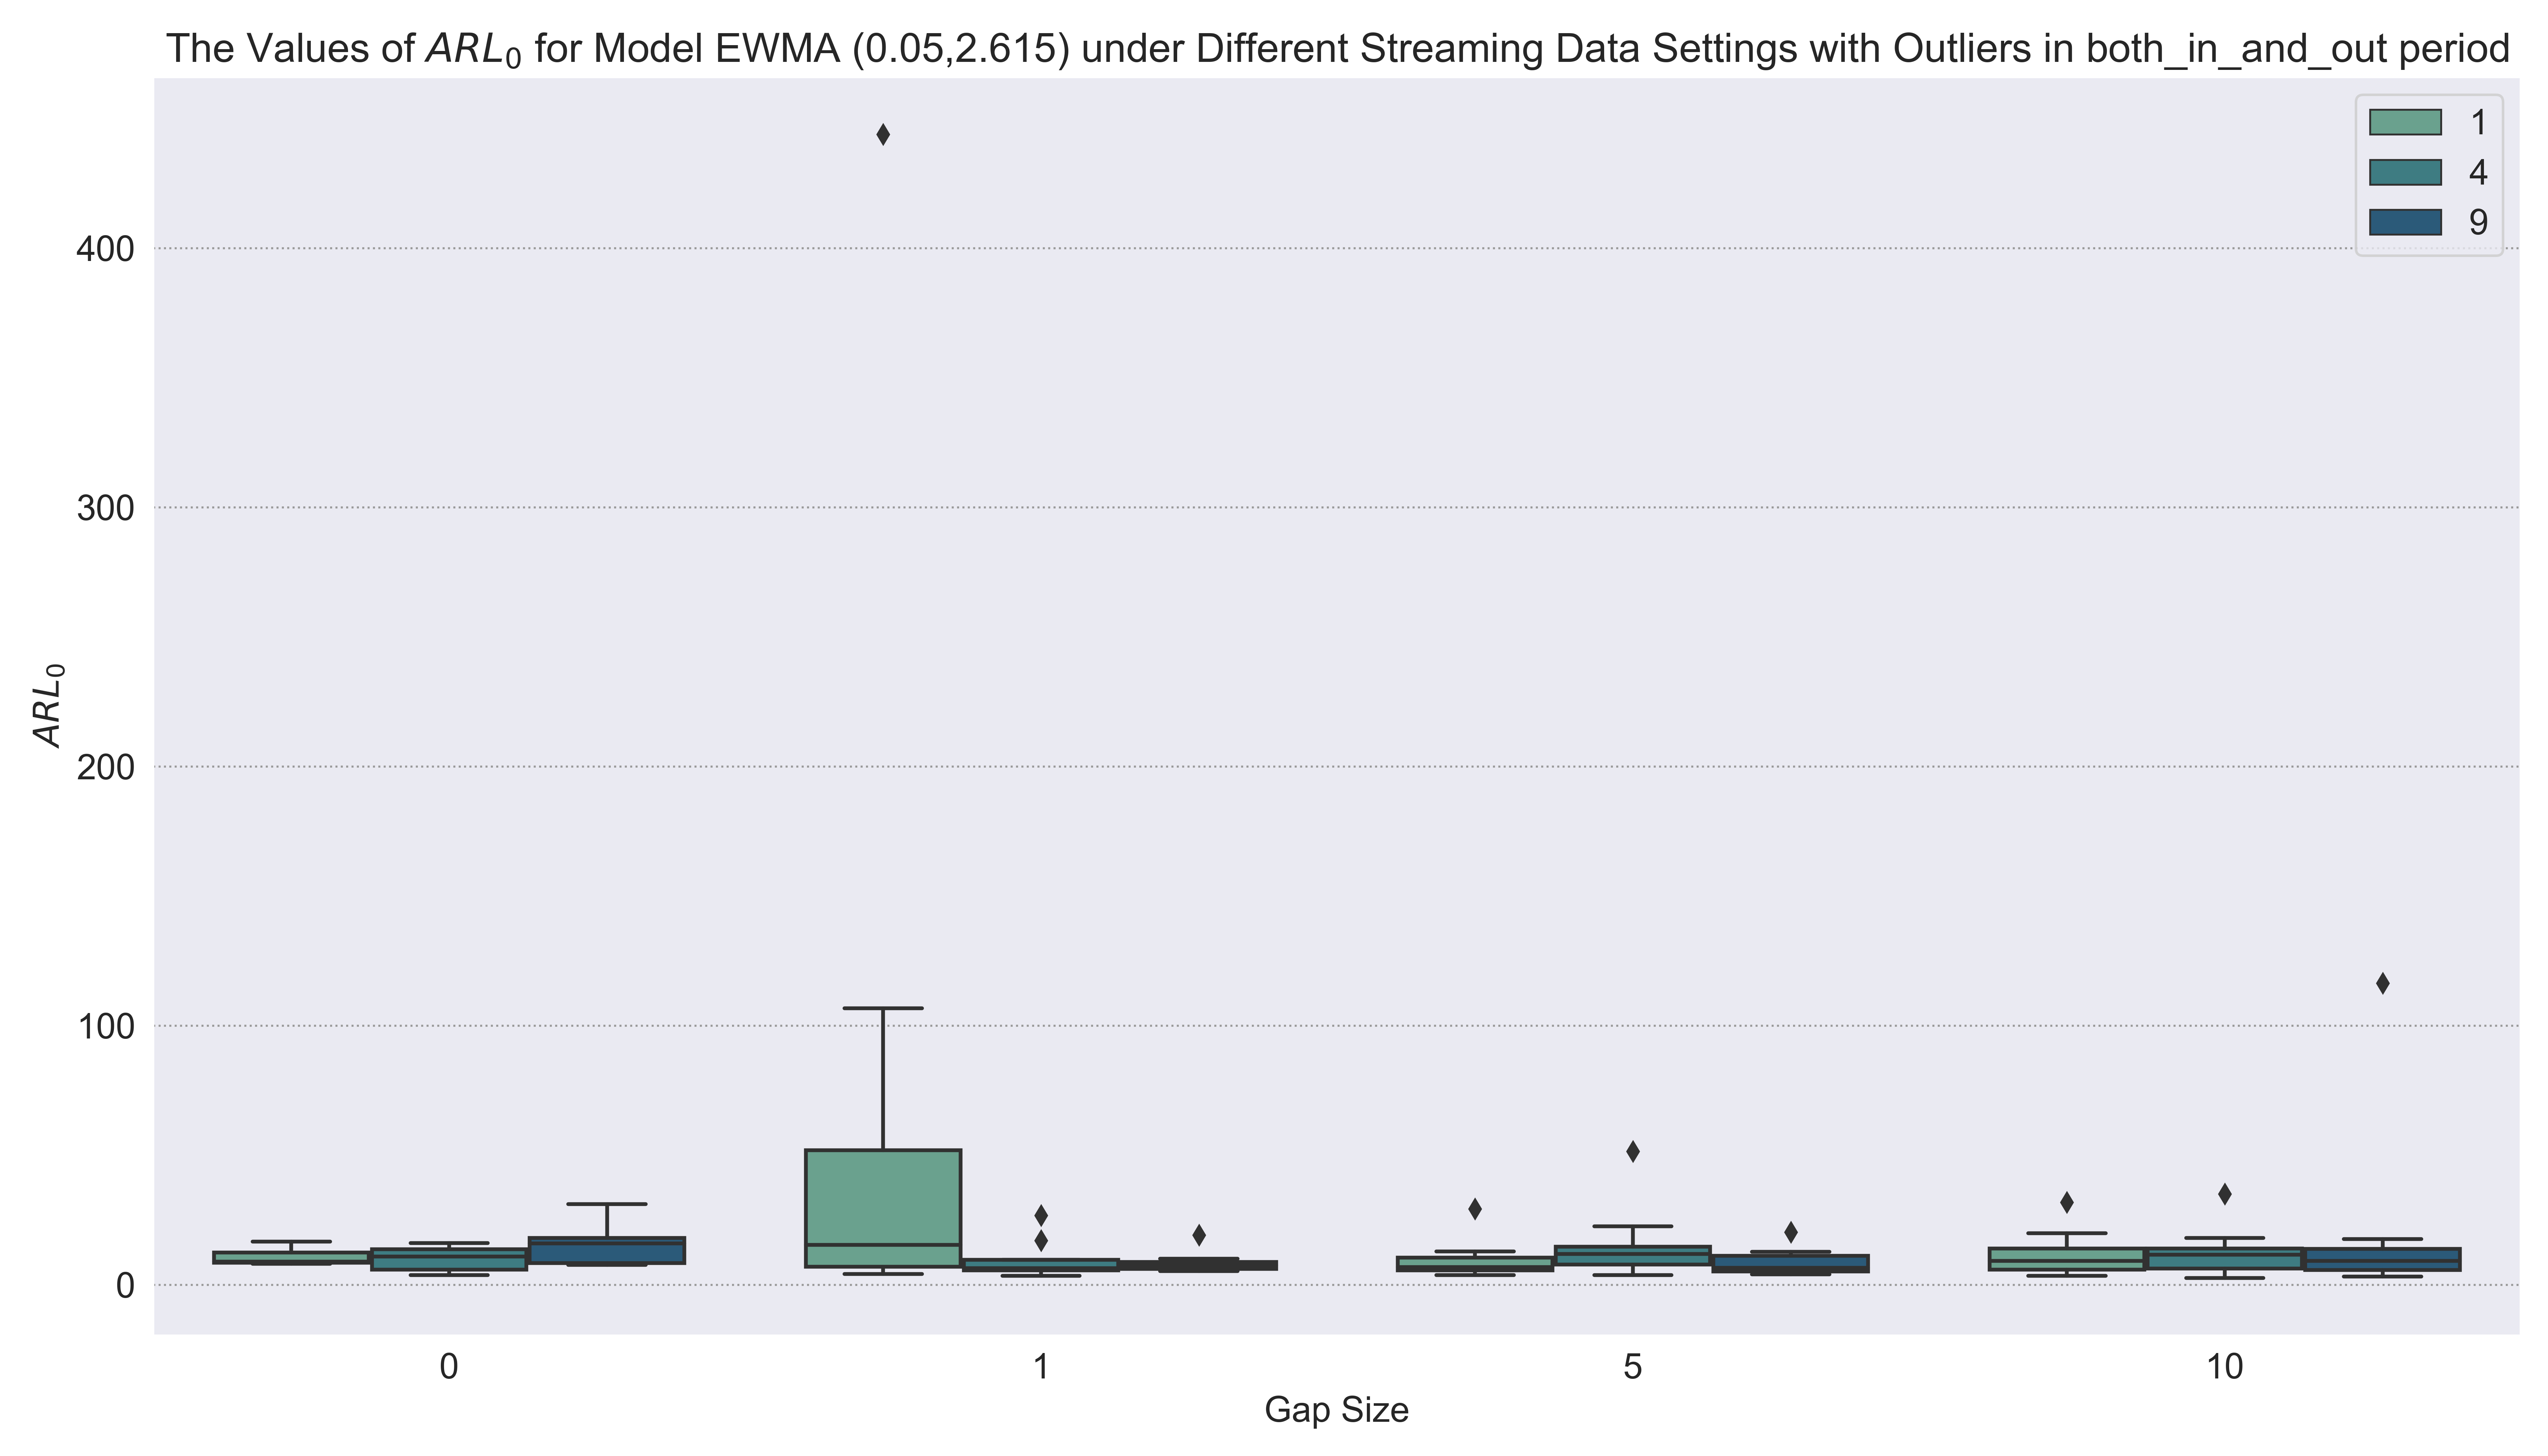 The Values of ARL₀ for Model EWMA (0.05,2.615) under Different Streaming Data Settings with Outliers in both_in_and_out period
1
4
9
400
300
200
100
0
ARL₀
0 1 5 10
Gap Size